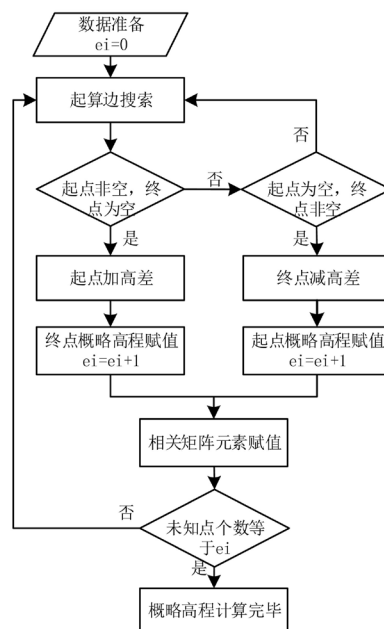 数据准备
ei=0
起算边搜索
否
起点非空，终
点为空
否
起点为空，终
点非空
是
是
起点加高差
终点减高差
终点概略高程赋值
ei=ei+1
起点概略高程赋值
ei=ei+1
相关矩阵元素赋值
否
未知点个数等
于ei
是
概略高程计算完毕